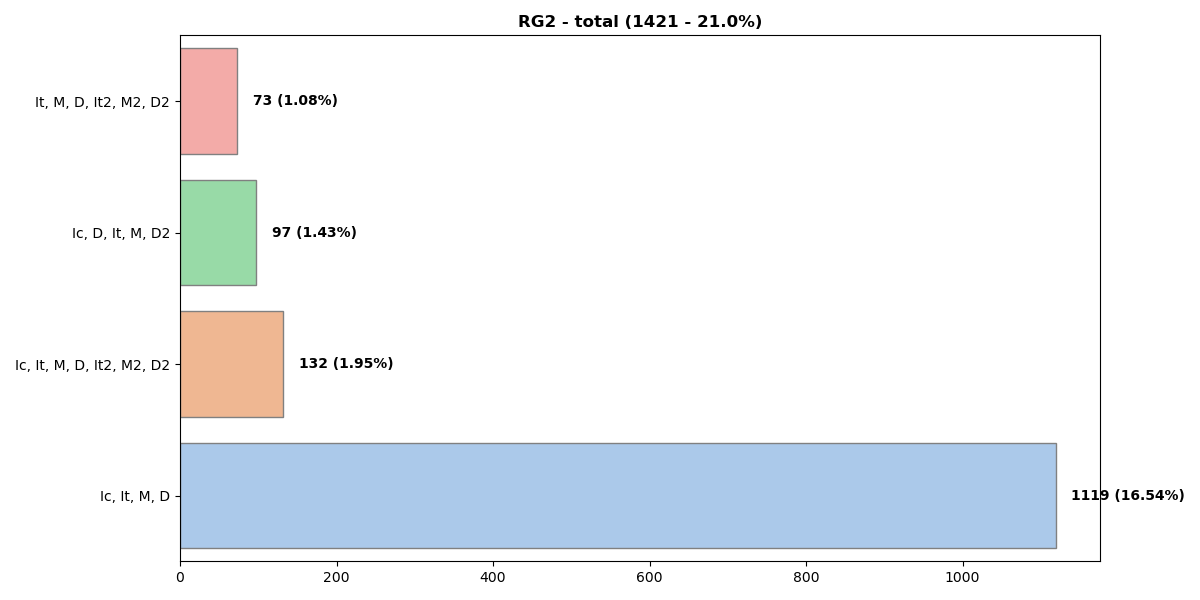 RG2 - total (1421 - 21.0%)
It, M, D, It2, M2, D2
73 (1.08%)
Ic, D, It, M, D2
97 (1.43%)
Ic, It, M, D, It2, M2, D2
132 (1.95%)
Ic, It, M, D
1119 (16.54%)
0 200 400 600 800 1000